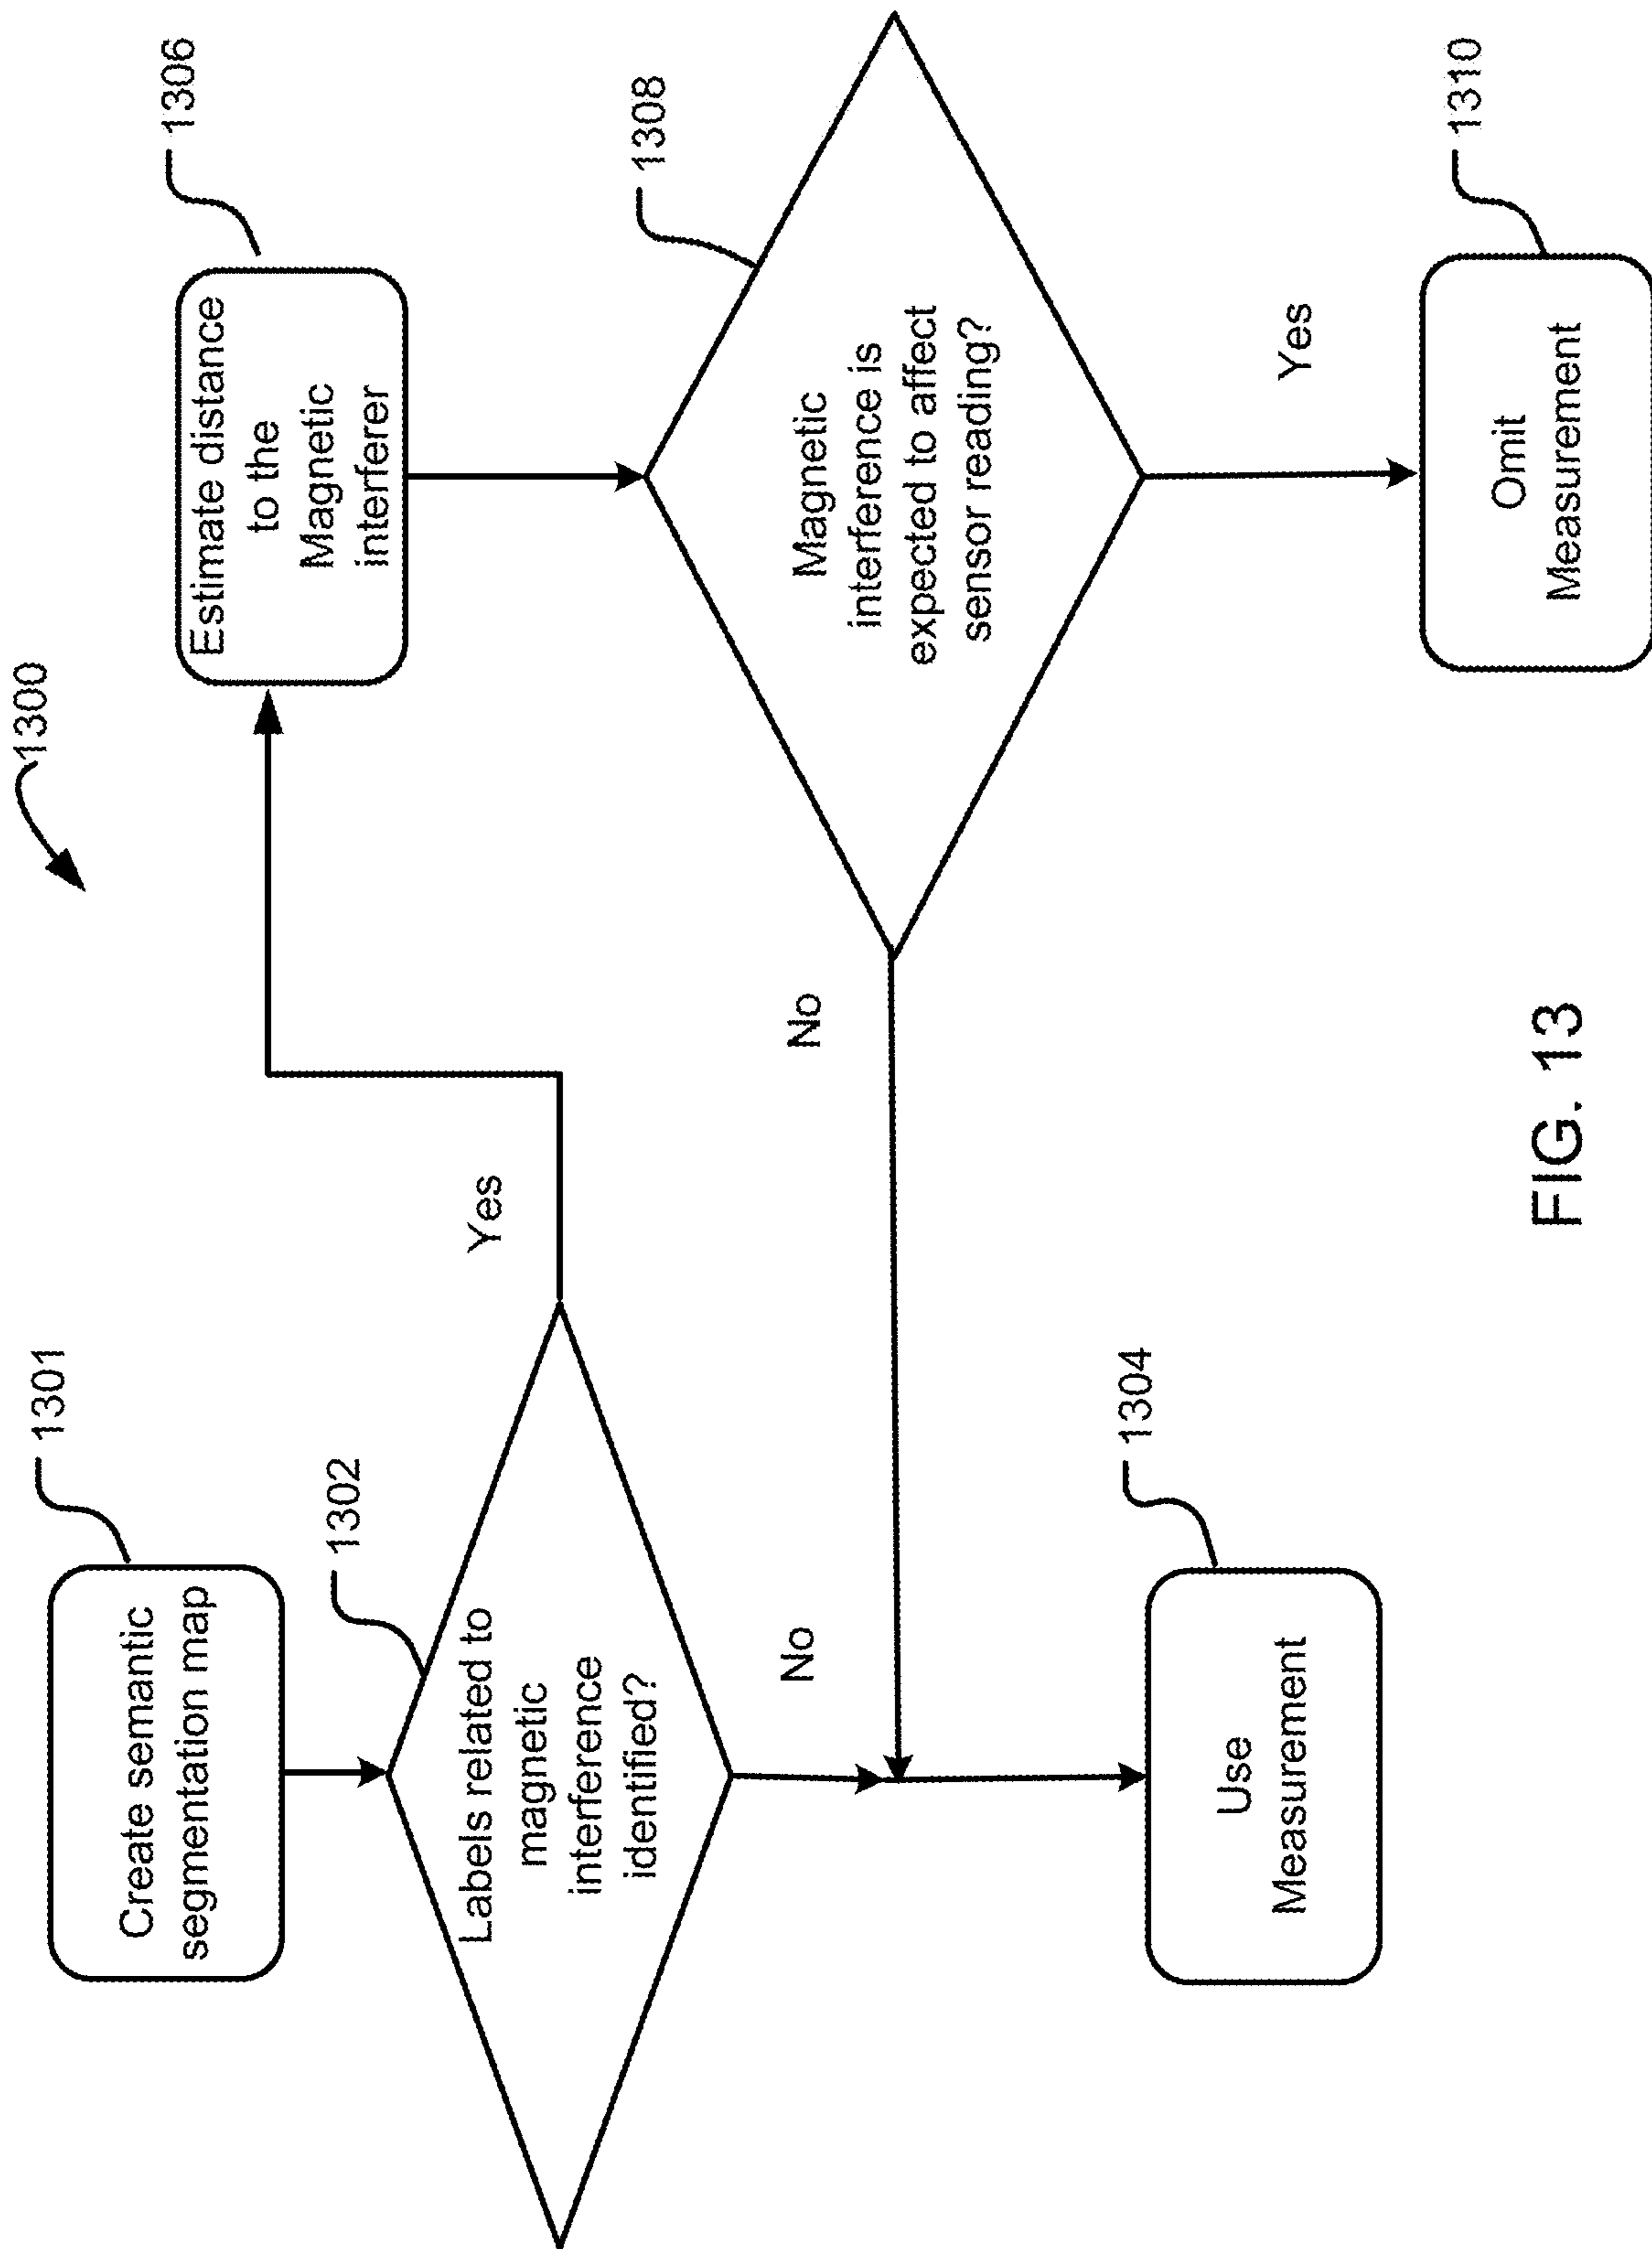 1300
1301
Create semantic
segmentation map
1302
Labels related to
magnetic
interference
identified?
Yes
No
1304
Use
Measurement
1306
Estimate distance
to the
Magnetic
interferer
1308
Magnetic
interference is
expected to affect
sensor reading?
No
Yes
1310
Omit
Measurement
FIG. 13